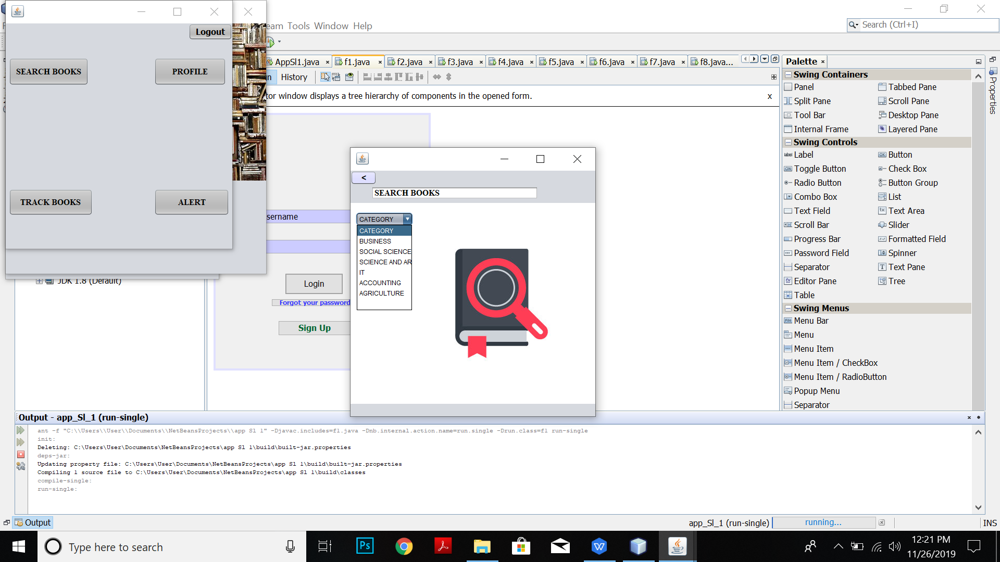 Logout
SEARCH BOOKS
PROFILE
TRACK BOOKS
ALERT
eam Tools Window Help
Search (Ctrl+I)
AppSl1.java
f1.java
f2.java
f3.java
f4.java
f5.java
f6.java
f7.java
f8.java...
n
History
tor window displays a tree hierarchy of components in the opened form.
x
sername
Login
Forgot your password
Sign Up
JDK 1.8 (Default)
<
SEARCH BOOKS
CATEGORY
CATEGORY
BUSINESS
SOCIAL SCIENCE
SCIENCE AND AR
IT
ACCOUNTING
AGRICULTURE
Palette
Properties
Swing Containers
Panel
Tabbed Pane
Split Pane
Scroll Pane
Tool Bar
Desktop Pane
Internal Frame
Layered Pane
Swing Controls
label Label
OK Button
ON Toggle Button
Check Box
Radio Button
Button Group
Combo Box
List
Text Field
Text Area
Scroll Bar
Slider
Progress Bar
Formatted Field
Password Field
Spinner
Separator
T Text Pane
Editor Pane
Tree
Table
Swing Menus
File Menu Bar
Menu
Menu Item
Menu Item / CheckBox
Menu Item / RadioButton
Popup Menu
Separator
Output - app_Sl_1 (run-single)
ant -f "C:\\Users\\User\\Documents\\NetBeansProjects\\app Sl 1" -Djavac.includes=f1.java -Dnb.internal.action.name=run.single -Drun.class=f1 run-single
init:
Deleting: C:\Users\User\Documents\NetBeansProjects\app Sl 1\build\built-jar.properties
deps-jar:
Updating property file: C:\Users\User\Documents\NetBeansProjects\app Sl 1\build\built-jar.properties
Compiling 1 source file to C:\Users\User\Documents\NetBeansProjects\app Sl 1\build\classes
compile-single:
run-single:
Output
app_Sl_1 (run-single)
running...
INS
Type here to search
Ps
W
12:21 PM
11/26/2019